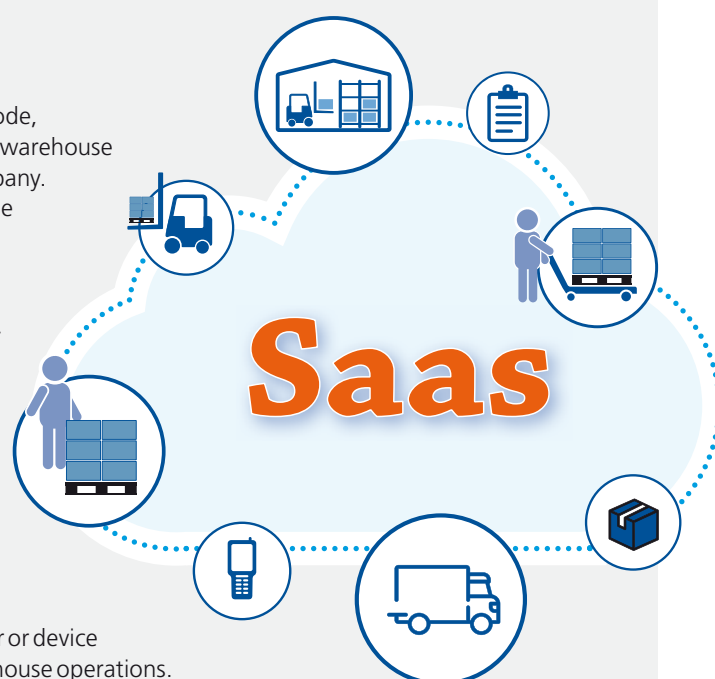 ode,
warehouse
pany.
e
Saas
r or device
house operations.